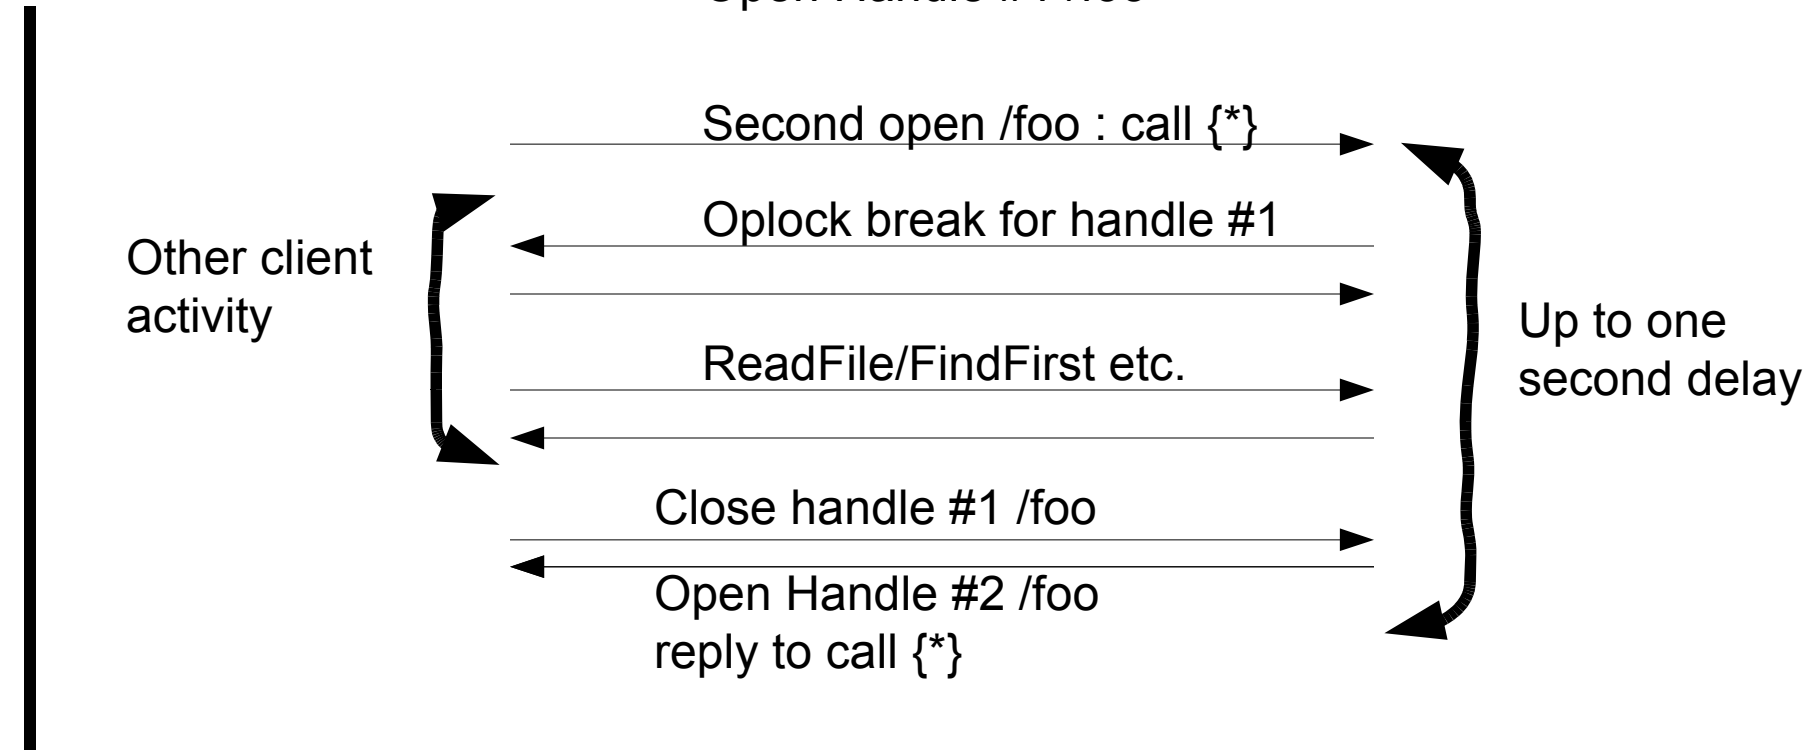 Second open /foo : call {*}
Oplock break for handle #1
Other client
activity
ReadFile/FindFirst etc.
Up to one
second delay
Close handle #1 /foo
Open Handle #2 /foo
reply to call {*}